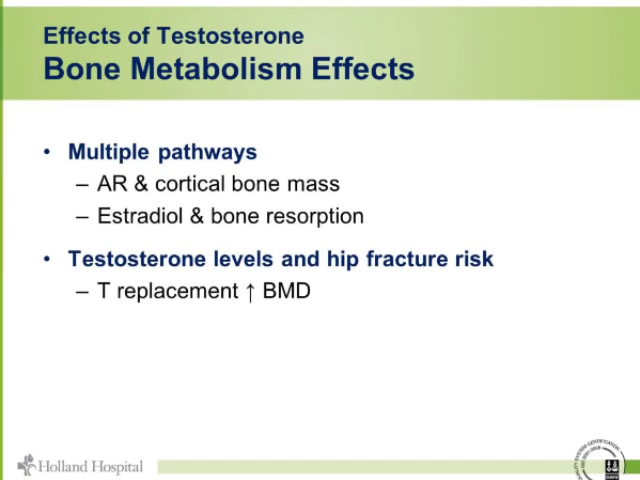 Effects of Testosterone
Bone Metabolism Effects
• Multiple pathways
– AR & cortical bone mass
– Estradiol & bone resorption
• Testosterone levels and hip fracture risk
– T replacement ↑ BMD
Holland Hospital